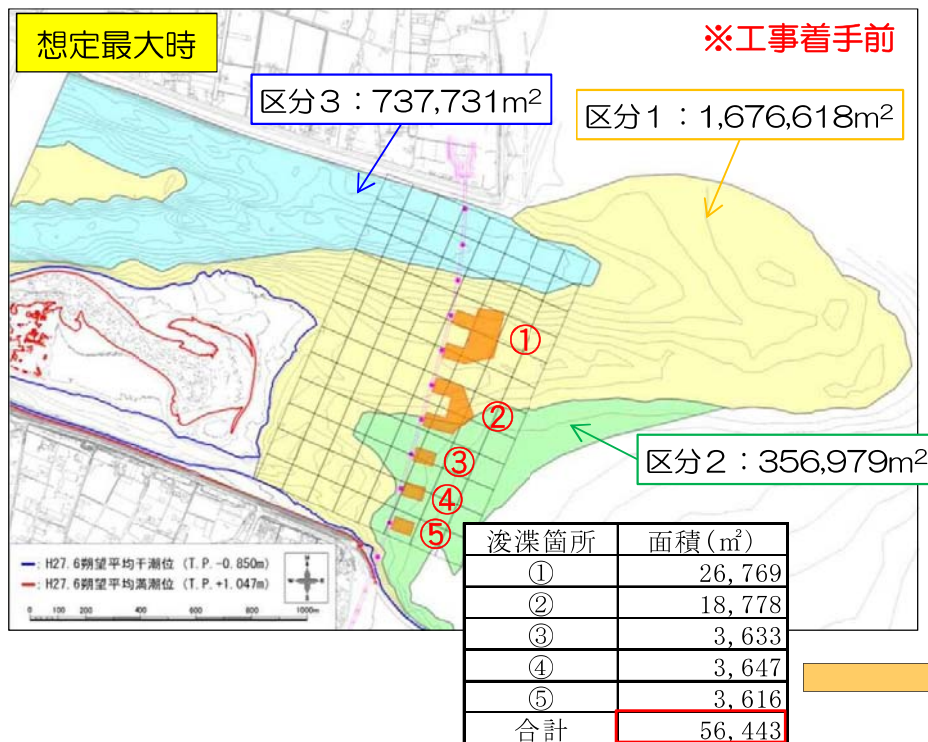 想定最大時
※工事着手前
区分3：737,731m²
区分1：1,676,618m²
①
②
③
④
⑤
区分2：356,979m²
：H27.6朔望平均干潮位 (T.P.-0.850m)
：H27.6朔望平均満潮位 (T.P.+1.047m)
0 100 200 400 600 800 1000m
浚渫箇所 面積(㎡)
① 26,769
② 18,778
③ 3,633
④ 3,647
⑤ 3,616
合計 56,443